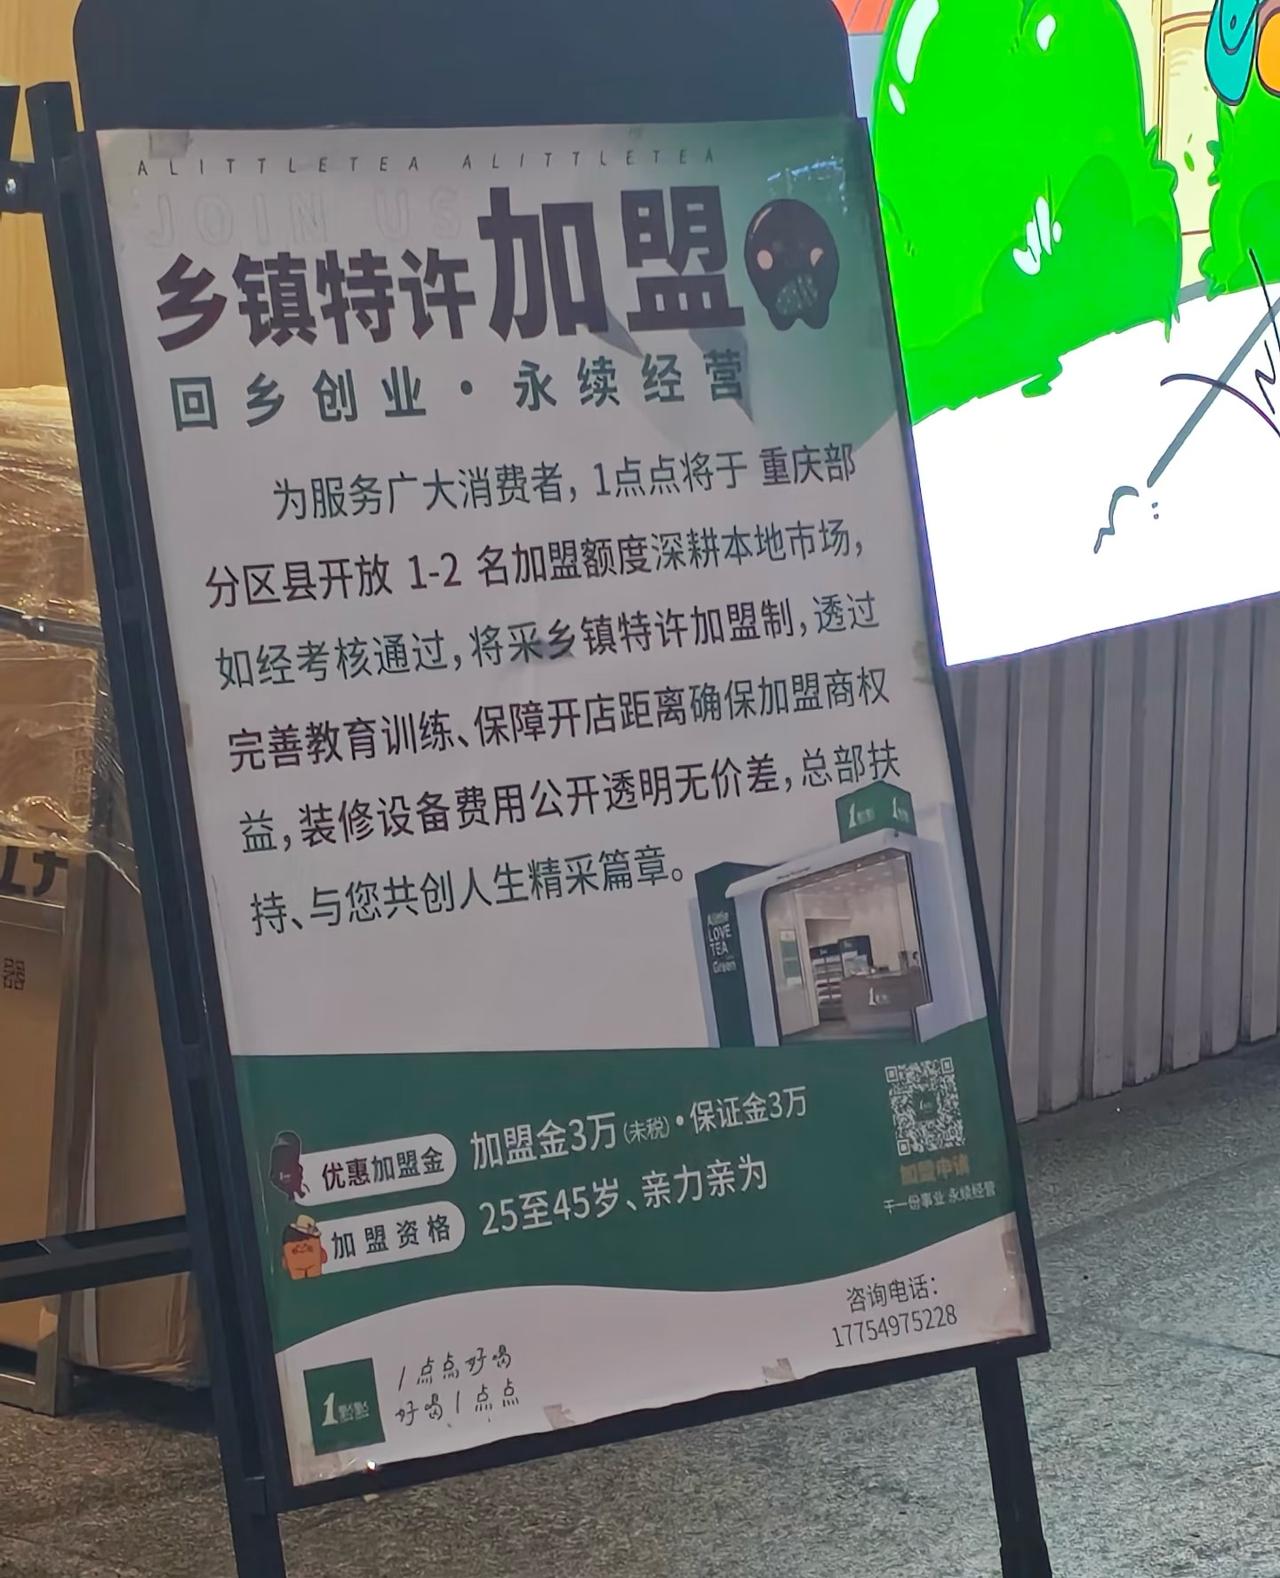 ALITTLETEA ALITTLETEA
JOIN US
乡镇特许加盟
回乡创业·永续经营
为服务广大消费者，1点点将于 重庆部
分区县开放 1-2 名加盟额度深耕本地市场，
如经考核通过，将采乡镇特许加盟制，透过
完善教育训练、保障开店距离确保加盟商权
益，装修设备费用公开透明无价差，总部扶
持、与您共创人生精采篇章。
A little
LOVE
TEA
Green
优惠加盟金 加盟金3万(未税)·保证金3万
加盟资格 25至45岁、亲力亲为
加盟申请
干一份事业 永续经营
咨询电话：
17754975228
1點點
1点点好喝
好喝1点点